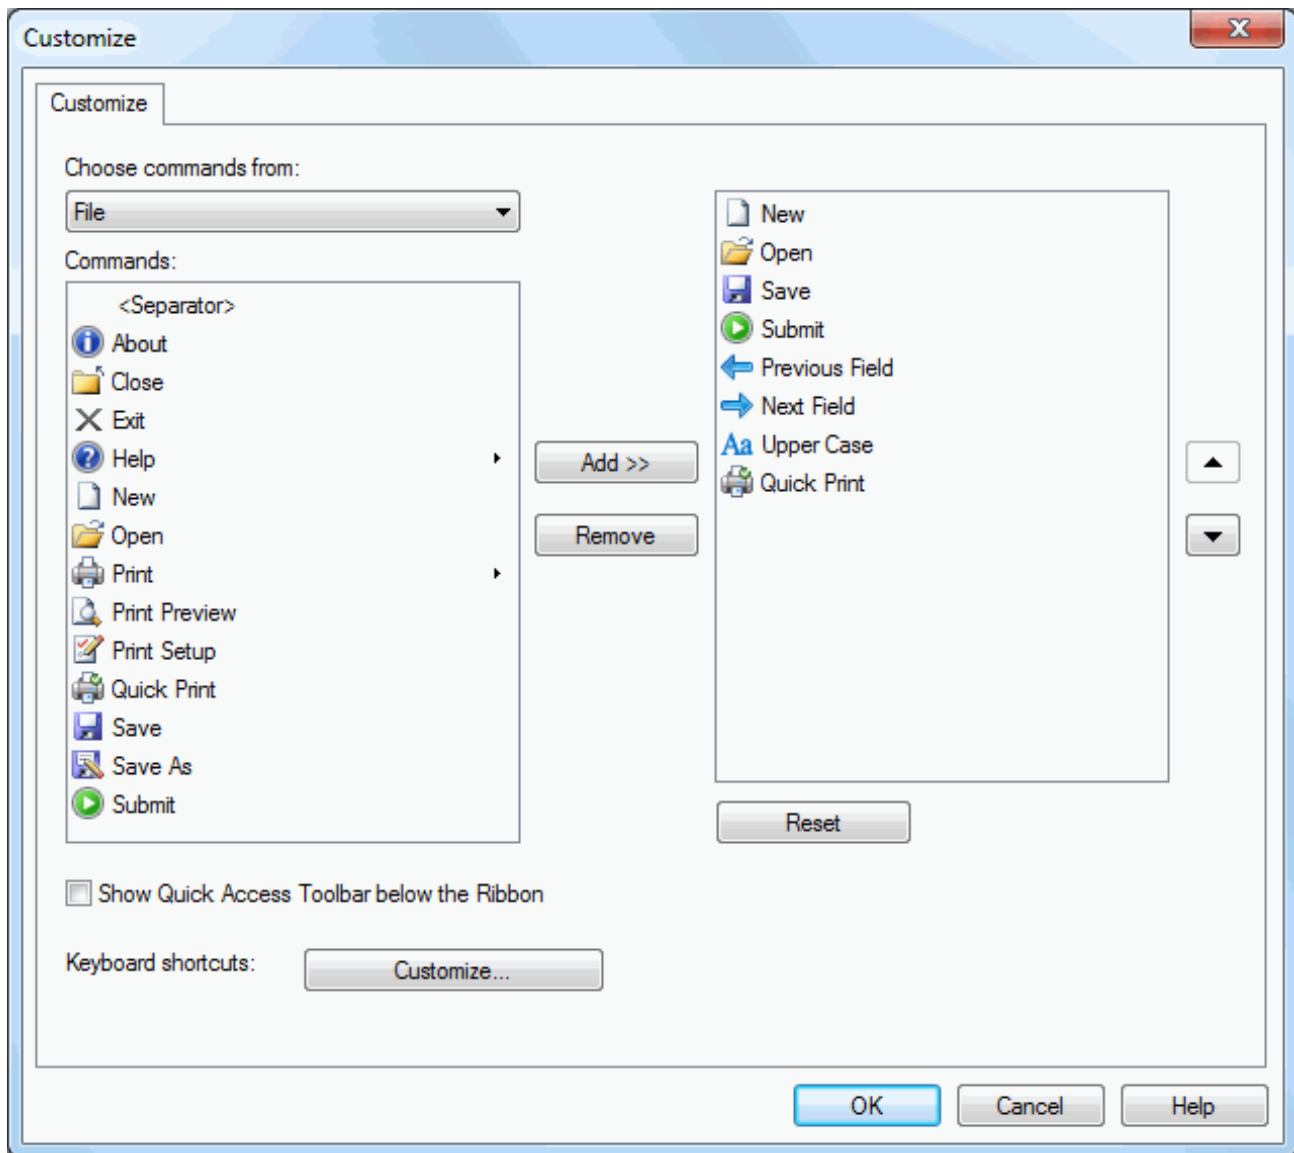 Customize
X
Customize
Choose commands from:
File
Commands:
<Separator>
About
Close
Exit
Help
New
Open
Print
Print Preview
Print Setup
Quick Print
Save
Save As
Submit
Add >>
Remove
New
Open
Save
Submit
Previous Field
Next Field
Aa Upper Case
Quick Print
Reset
Show Quick Access Toolbar below the Ribbon
Keyboard shortcuts:
Customize...
OK
Cancel
Help